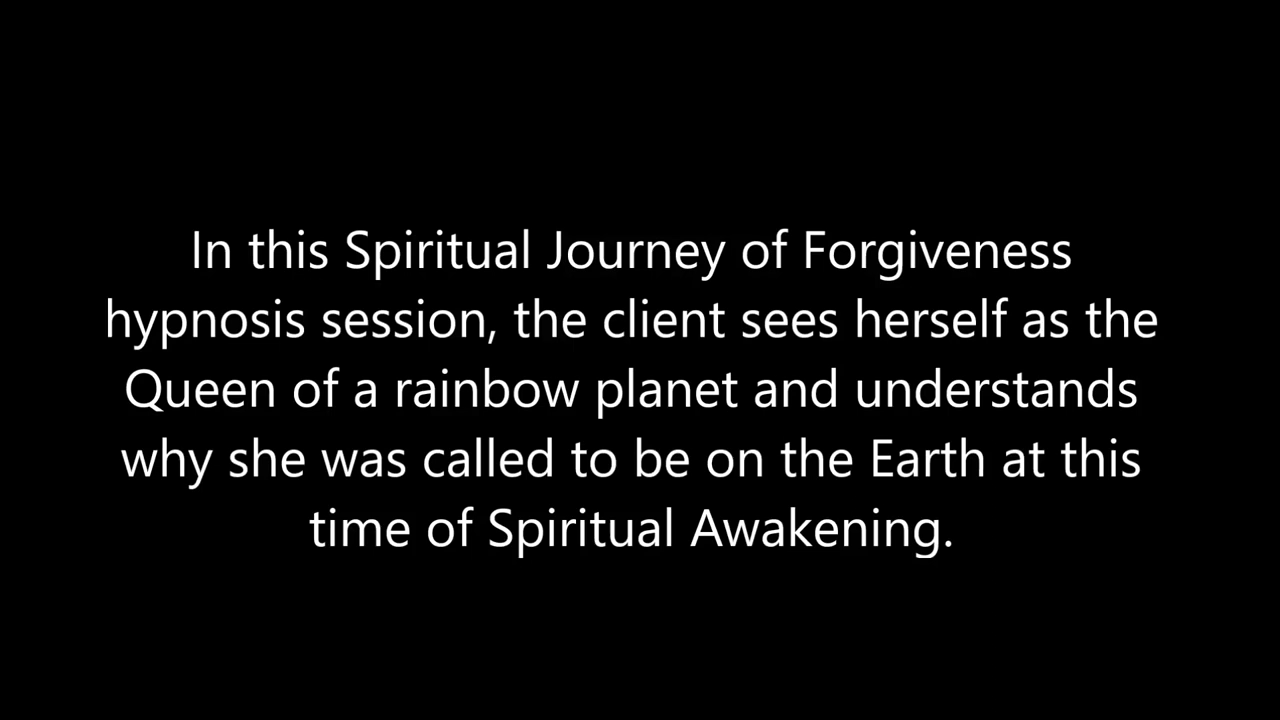 In this Spiritual Journey of Forgiveness
hypnosis session, the client sees herself as the
Queen of a rainbow planet and understands
why she was called to be on the Earth at this
time of Spiritual Awakening.